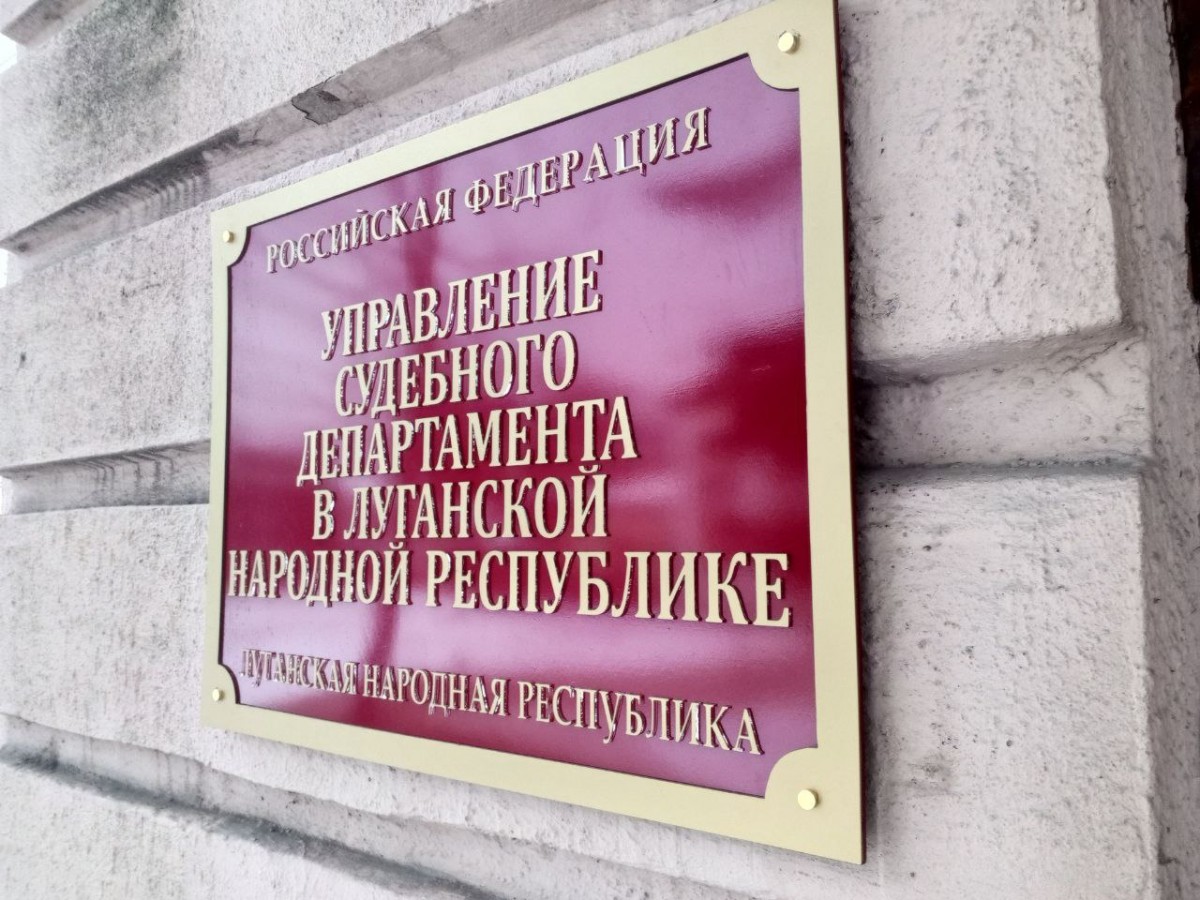 РОССИЙСКАЯ ФЕДЕРАЦИЯ
УПРАВЛЕНИЕ
СУДЕБНОГО
ДЕПАРТАМЕНТА
В ЛУГАНСКОЙ
НАРОДНОЙ РЕСПУБЛИКЕ
ЛУГАНСКАЯ НАРОДНАЯ РЕСПУБЛИКА